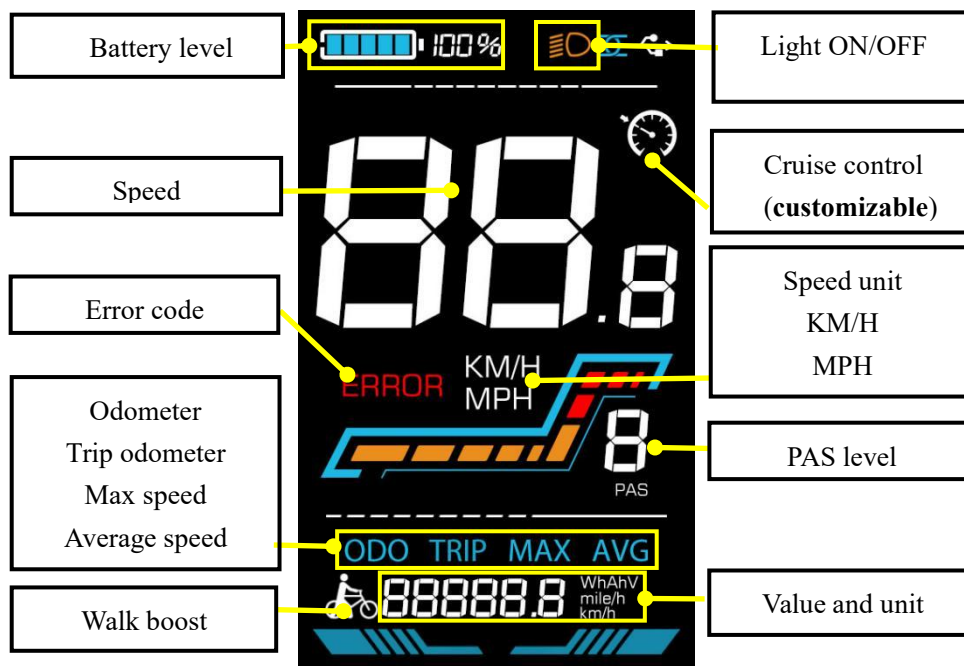 Battery level
100%
Light ON/OFF
Cruise control
(customizable)
Speed
88.8
Speed unit
KM/H
MPH
Error code
ERROR
KM/H
MPH
Odometer
Trip odometer
Max speed
Average speed
8
PAS
PAS level
ODO TRIP MAX AVG
Walk boost
88888.8
WhAhV
mile/h
km/h
Value and unit